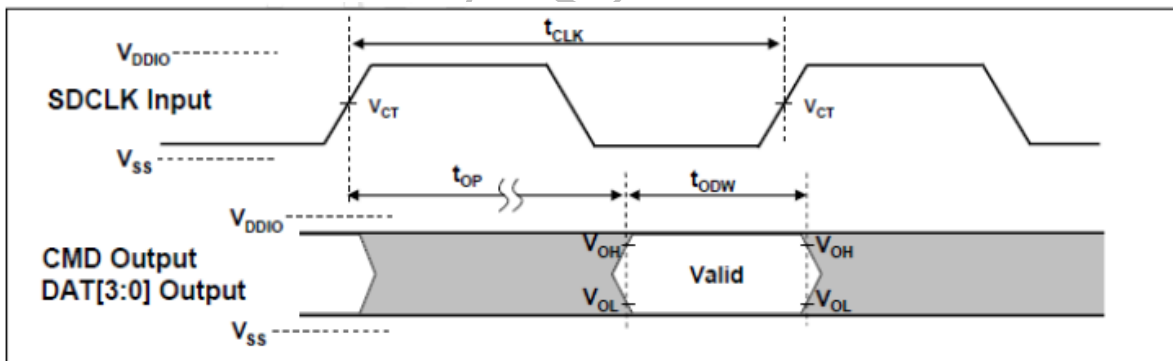 tCLK
VDDIO
SDCLK Input
VCT
VCT
VSS
tOP
tODW
VDDIO
CMD Output
DAT[3:0] Output
VOH
VOH
Valid
VOL
VOL
VSS